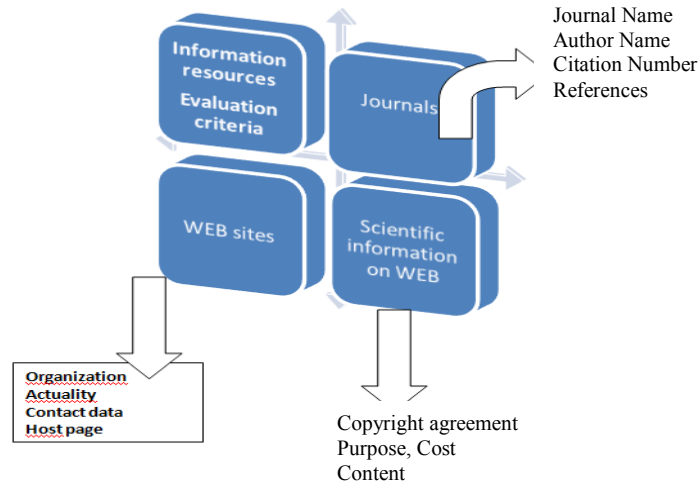 Information
resources
Evaluation
criteria
Journals
Journal Name
Author Name
Citation Number
References
WEB sites
Scientific
information
on WEB
Organization
Actuality
Contact data
Host page
Copyright agreement
Purpose, Cost
Content